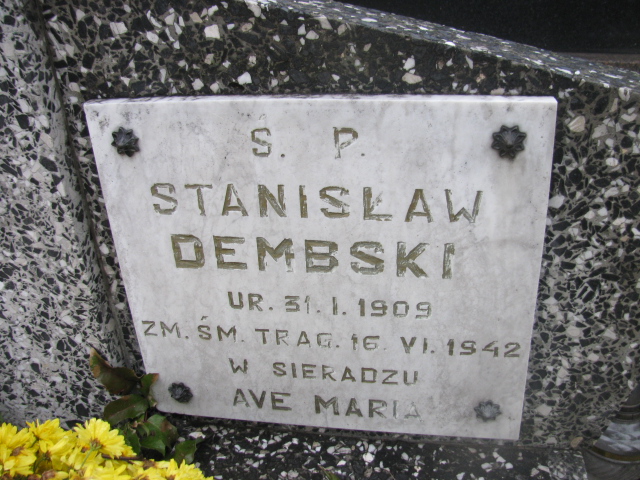 Ś. P.
STANISŁAW
DEMBSKI
UR. 31. I. 1909
ZM. ŚM. TRAG. 16. VI. 1942
W SIERADZU
AVE MARIA